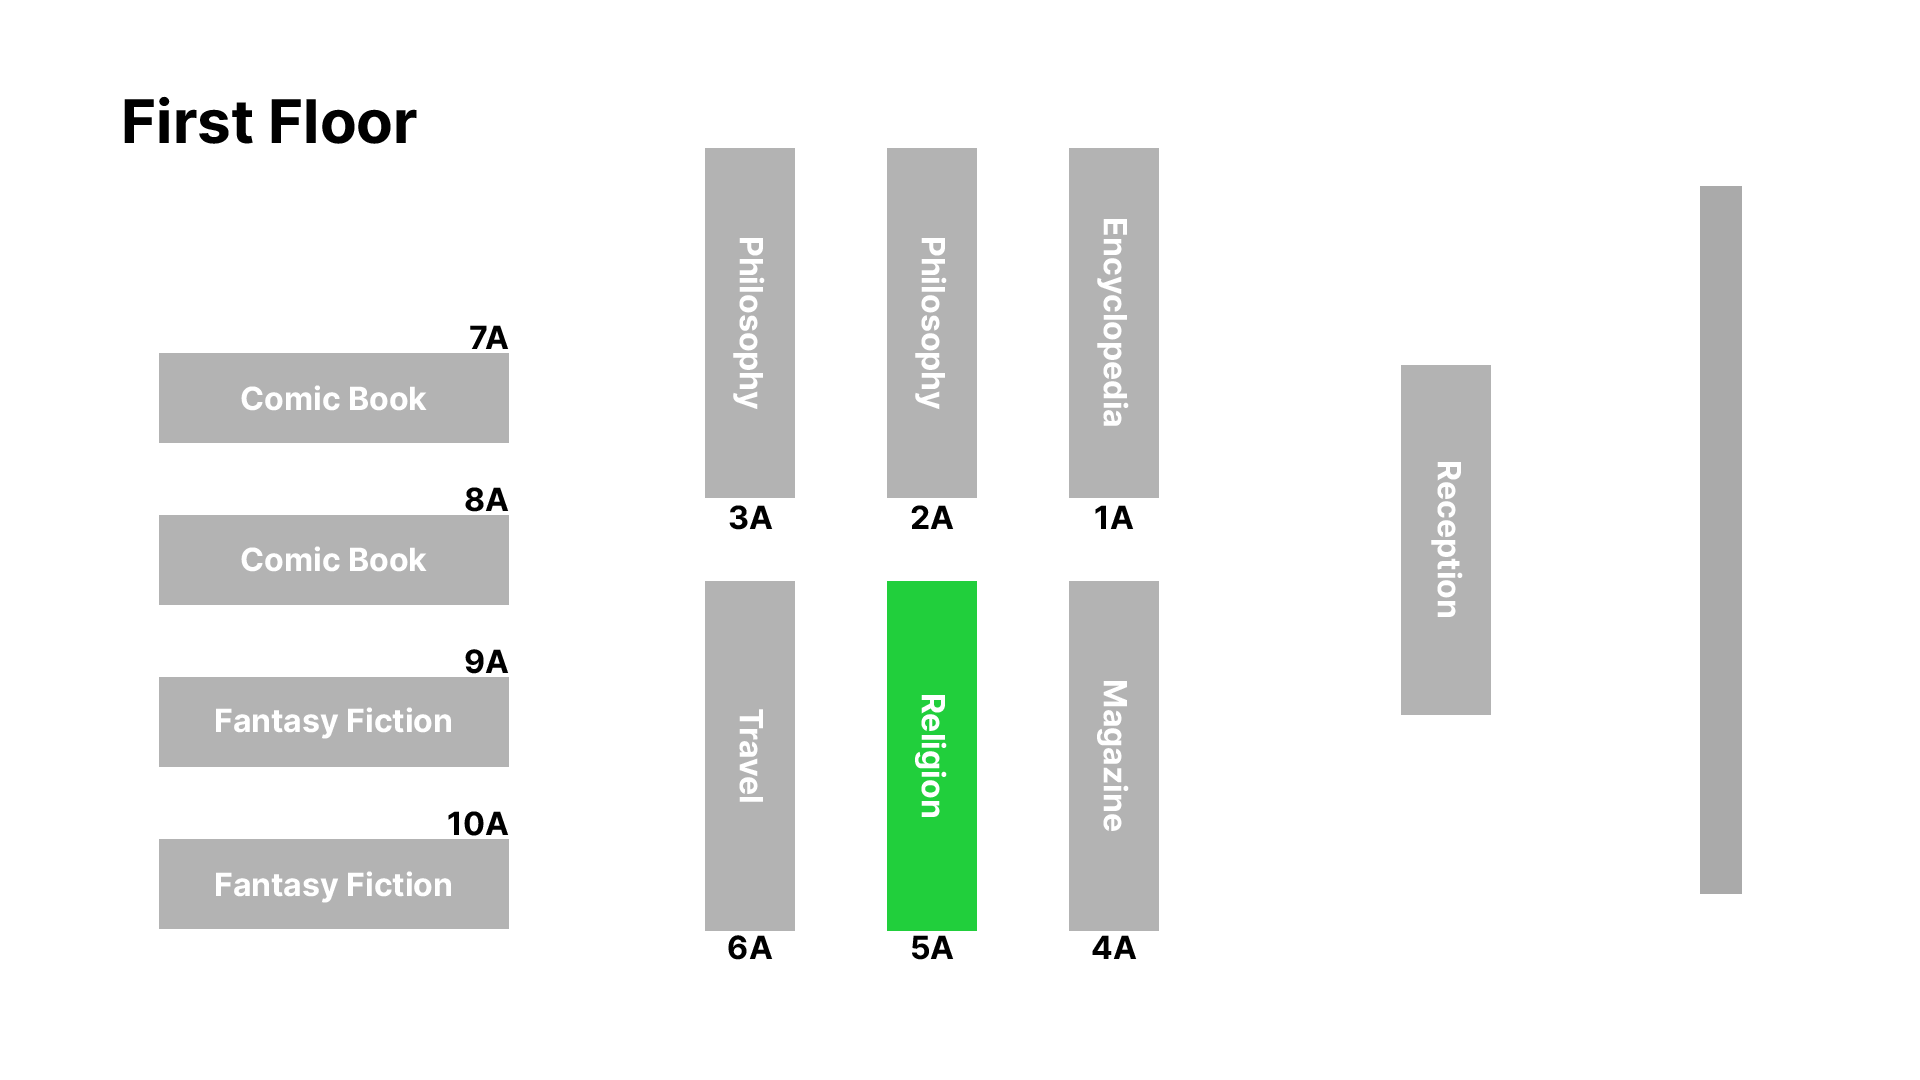 First Floor
Philosophy
Philosophy
Encyclopedia
3A
2A
1A
7A
Comic Book
8A
Comic Book
9A
Fantasy Fiction
10A
Fantasy Fiction
Travel
Religion
Magazine
6A
5A
4A
Reception